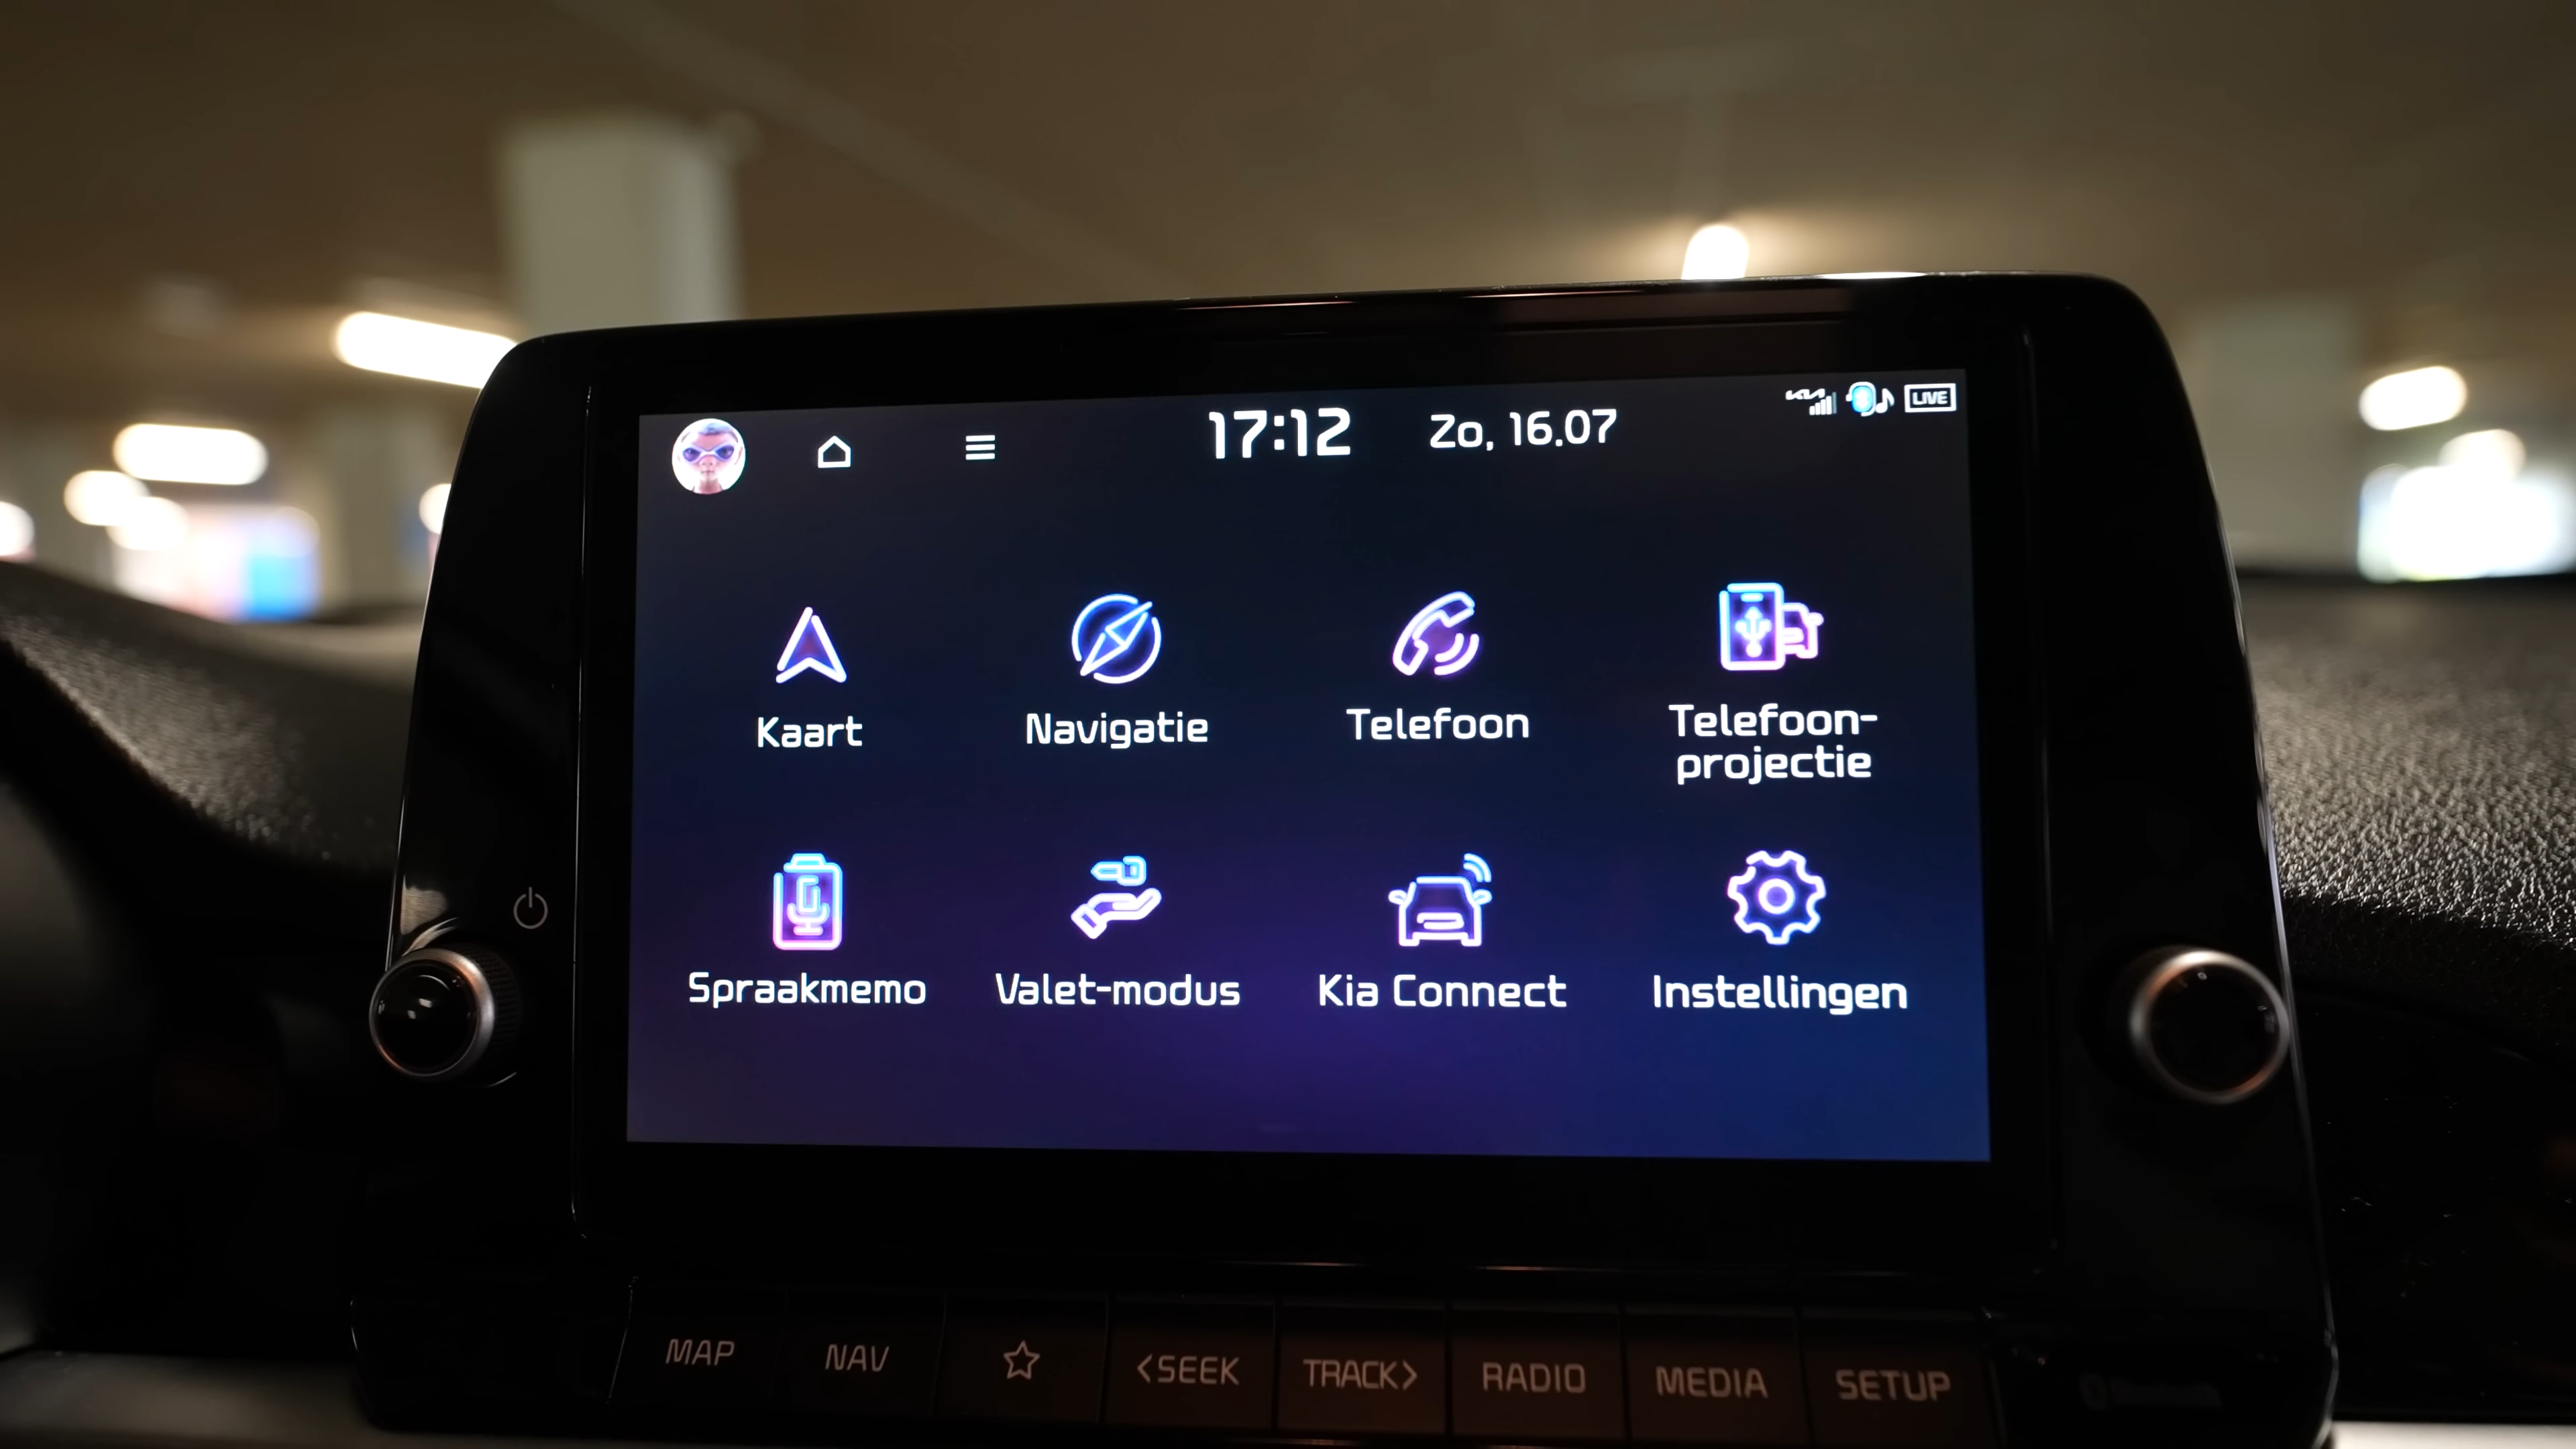 17:12 Zo, 16.07 LIVE
Kaart Navigatie Telefoon Telefoon-
projectie
Spraakmemo Valet-modus Kia Connect Instellingen
MAP NAV <SEEK TRACK> RADIO MEDIA SETUP